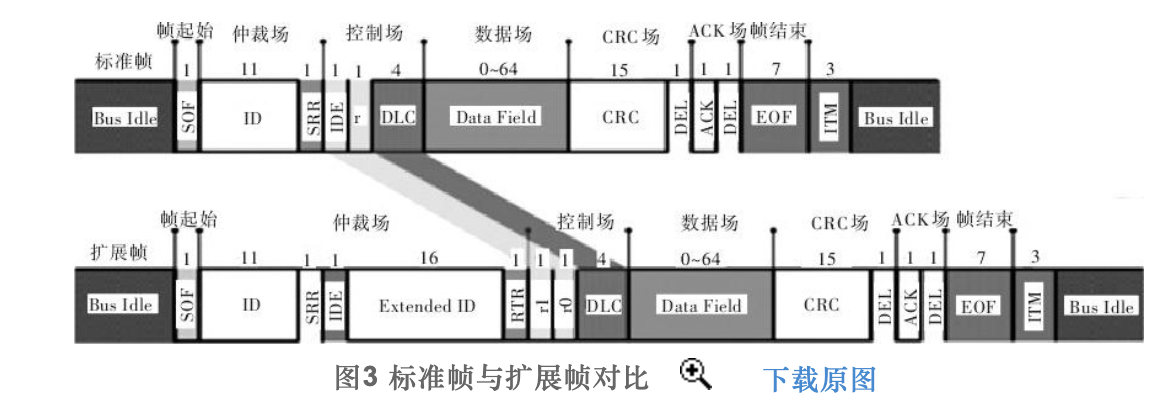 帧起始 仲裁场 控制场 数据场 CRC 场 ACK 场 帧结束
标准帧 1 11 1 1 1 4 0~64 15 1 1 1 7 3
Bus Idle SOF ID SRR IDE r DLC Data Field CRC DEL ACK DEL EOF ITM Bus Idle
帧起始 仲裁场 控制场 数据场 CRC场 ACK场 帧结束
扩展帧 1 11 1 1 16 1 1 1 4 0~64 15 1 1 1 7 3
Bus Idle SOF ID SRR IDE Extended ID RTR r1 r0 DLC Data Field CRC DEL ACK DEL EOF ITM Bus Idle
图3 标准帧与扩展帧对比 下载原图